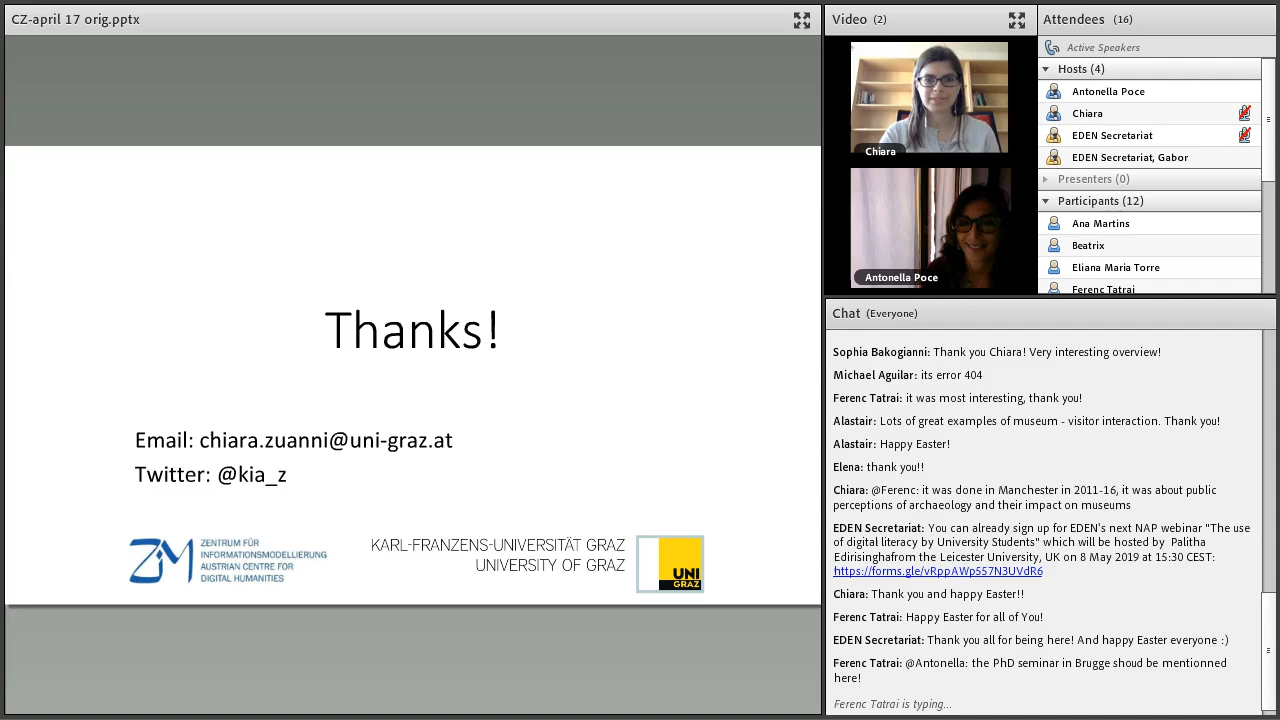 CZ-april 17 orig.pptx
Thanks!
Email: chiara.zuanni@uni-graz.at
Twitter: @kia_z
ZIM
ZENTRUM FÜR
INFORMATIONSMODELLIERUNG
AUSTRIAN CENTRE FOR
DIGITAL HUMANITIES
KARL-FRANZENS-UNIVERSITÄT GRAZ
UNIVERSITY OF GRAZ
UNI
GRAZ
Video (2)
Chiara
Antonella Poce
Attendees (16)
Active Speakers
Hosts (4)
Antonella Poce
Chiara
EDEN Secretariat
EDEN Secretariat, Gabor
Presenters (0)
Participants (12)
Ana Martins
Beatrix
Eliana Maria Torre
Ferenc Tatrai
Chat (Everyone)
Sophia Bakogianni: Thank you Chiara! Very interesting overview!
Michael Aguilar: its error 404
Ferenc Tatrai: it was most interesting, thank you!
Alastair: Lots of great examples of museum - visitor interaction. Thank you!
Alastair: Happy Easter!
Elena: thank you!!
Chiara: @Ferenc: it was done in Manchester in 2011-16, it was about public
perceptions of archaeology and their impact on museums
EDEN Secretariat: You can already sign up for EDEN's next NAP webinar "The use
of digital literacy by University Students" which will be hosted by Palitha
Edirisinghafrom the Leicester University, UK on 8 May 2019 at 15:30 CEST:
https://forms.gle/vRppAWp557N3UVdR6
Chiara: Thank you and happy Easter!!
Ferenc Tatrai: Happy Easter for all of You!
EDEN Secretariat: Thank you all for being here! And happy Easter everyone :)
Ferenc Tatrai: @Antonella: the PhD seminar in Brugge shoud be mentionned
here!
Ferenc Tatrai is typing...